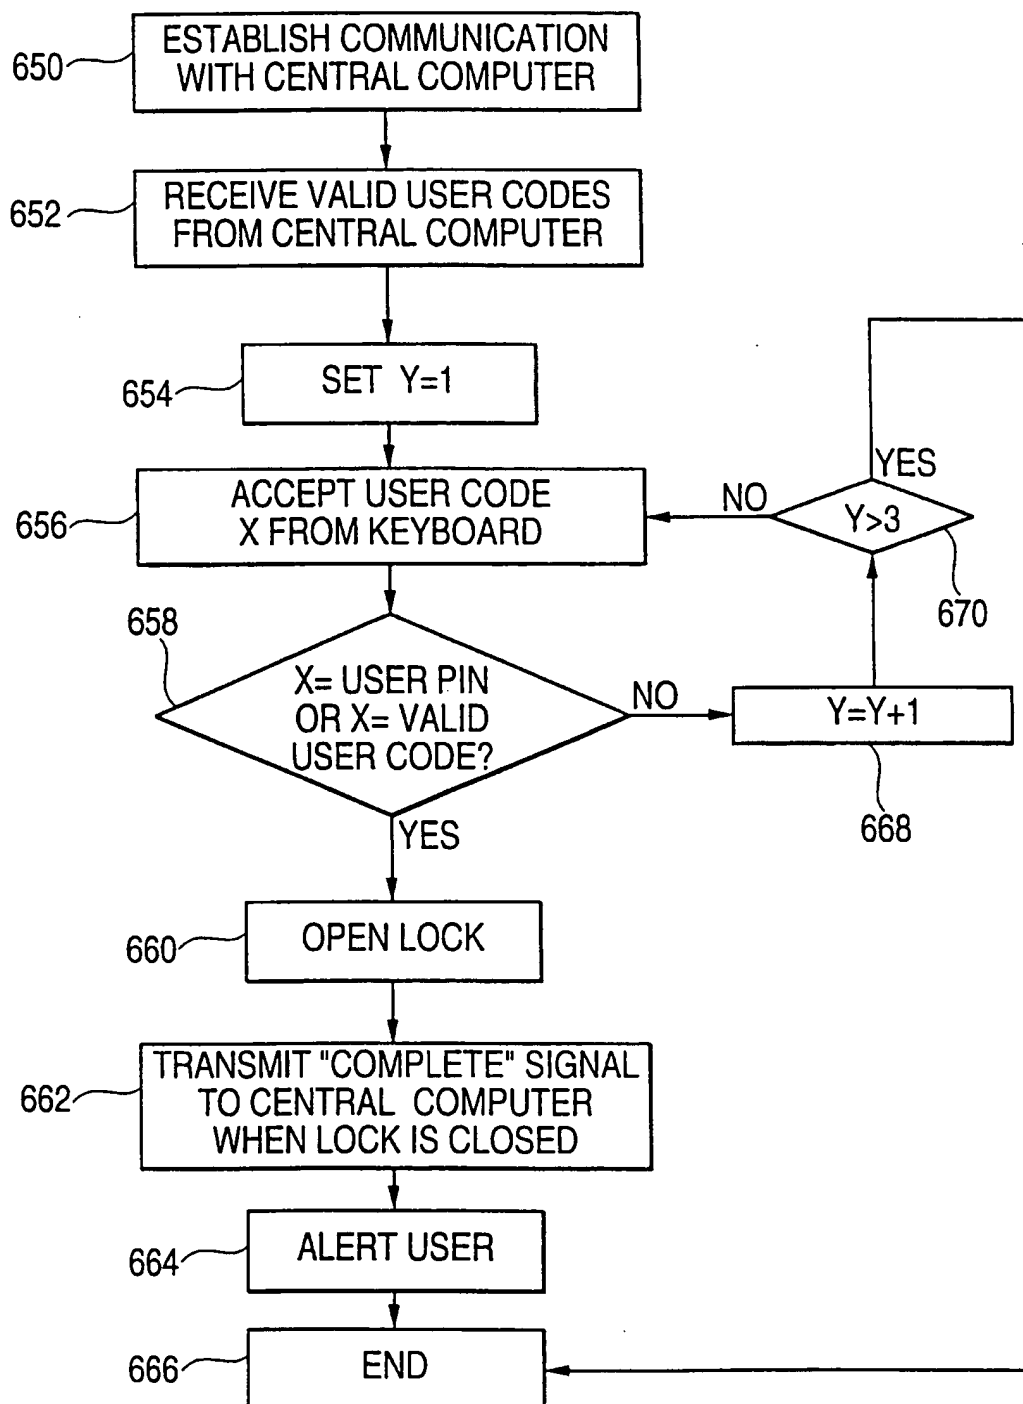 650
ESTABLISH COMMUNICATION
WITH CENTRAL COMPUTER
652
RECEIVE VALID USER CODES
FROM CENTRAL COMPUTER
654
SET Y=1
656
ACCEPT USER CODE
X FROM KEYBOARD
NO
YES
Y>3
670
658
X= USER PIN
OR X= VALID
USER CODE?
NO
Y=Y+1
668
YES
660
OPEN LOCK
662
TRANSMIT "COMPLETE" SIGNAL
TO CENTRAL COMPUTER
WHEN LOCK IS CLOSED
664
ALERT USER
666
END